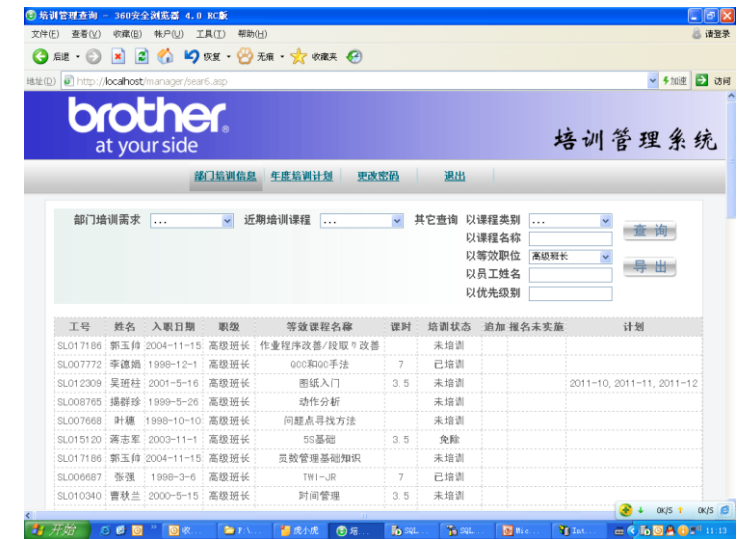 培训管理查询 - 360安全浏览器 4.0 RC版
文件(F) 查看(V) 收藏(B) 帐户(U) 工具(T) 帮助(H) 请登录
后退 恢复 无痕 收藏夹
地址(D) http://localhost/manager/sear6.asp 加速 访问
brother®
at your side
培训管理系统
部门培训信息 年度培训计划 更改密码 退出
部门培训需求 ... 近期培训课程 ... 其它查询 以课程类别 ... 查询
以课程名称
以等效职位 高级班长
以员工姓名 导出
以优先级别
工号 姓名 入职日期 职级 等效课程名称 课时 培训状态 追加 报名未实施 计划
SL017186 郭玉帅 2004-11-15 高级班长 作业程序改善/段取り改善 未培训
SL007772 李德娟 1998-12-1 高级班长 QCC和QC手法 7 已培训
SL012309 吴班柱 2001-5-16 高级班长 图纸入门 3.5 未培训 2011-10, 2011-11, 2011-12
SL008765 揭群珍 1999-5-26 高级班长 动作分析 未培训
SL007668 叶穗 1998-10-10 高级班长 问题点寻找方法 未培训
SL015120 蒋志军 2003-11-1 高级班长 5S基础 3.5 免除
SL017186 郭玉帅 2004-11-15 高级班长 员数管理基础知识 未培训
SL006687 张强 1998-3-6 高级班长 TWI-JR 7 已培训
SL010340 曹秋兰 2000-5-15 高级班长 时间管理 3.5 未培训
0K/S 0K/S
开始 收... F:\... 虎小虎 培... SQL... SQL... Mic... Int... 11:13